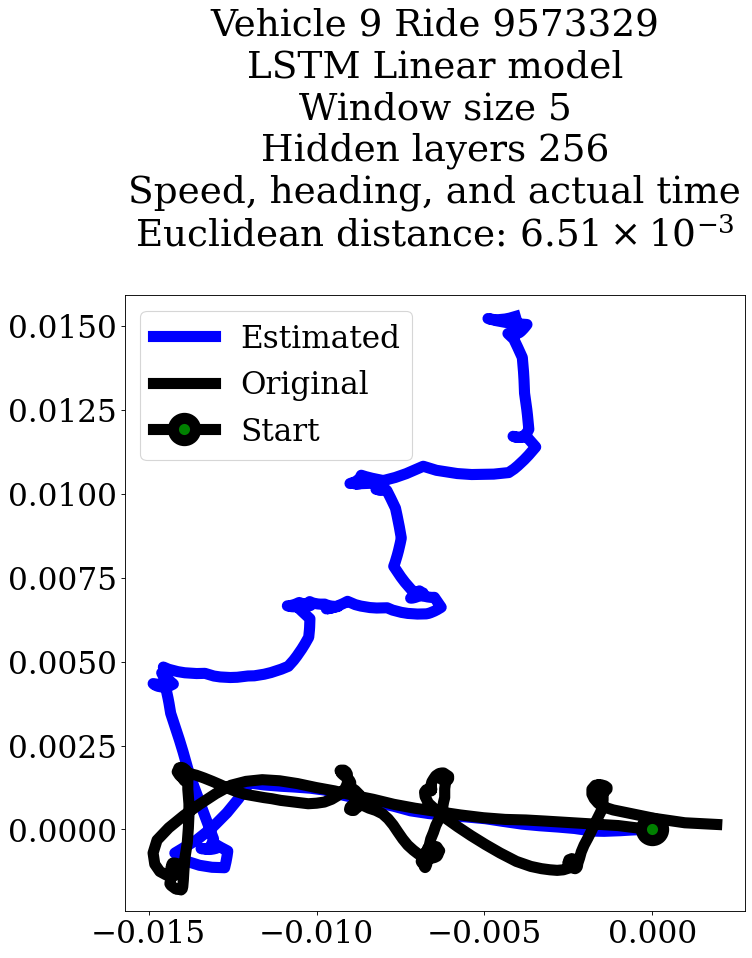 Vehicle 9 Ride 9573329
LSTM Linear model
Window size 5
Hidden layers 256
Speed, heading, and actual time
Euclidean distance: 6.51 × 10⁻³
Estimated
Original
Start
0.0150
0.0125
0.0100
0.0075
0.0050
0.0025
0.0000
−0.015 −0.010 −0.005 0.000